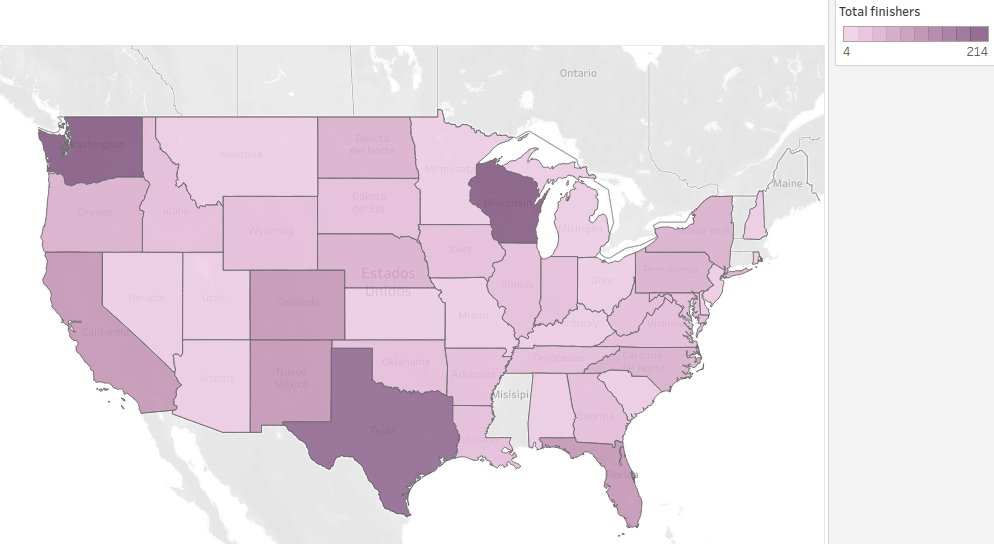 Total finishers
4
214
Ontario
Maine
Washington
Montana
Dakota
del Norte
Minnesota
Wisconsin
Michigan
Nueva York
Oregón
Idaho
Wyoming
Dakota
del Sur
Iowa
Nevada
Utah
Colorado
Estados
Unidos
Illinois
Ohio
Pensilvania
California
Misuri
Kentucky
Virginia
Arizona
Nuevo
México
Oklahoma
Arkansas
Tennessee
Carolina
del Norte
Misisipi
Georgia
Texas
Luisiana
Florida